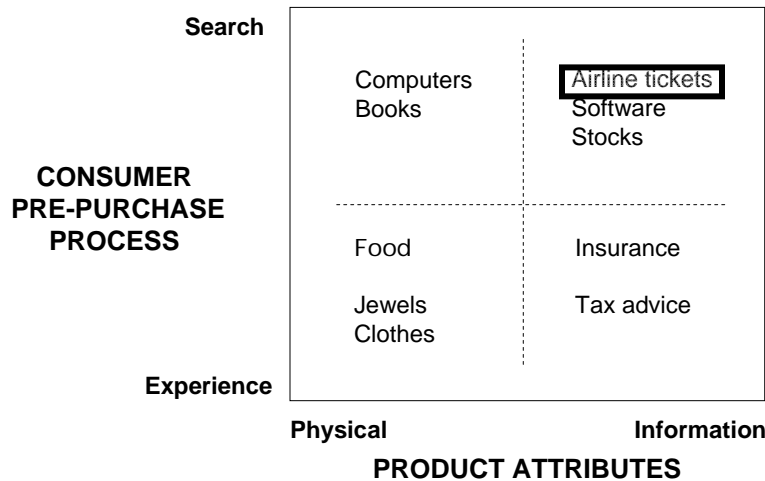 Search
Computers
Airline tickets
Books
Software
Stocks
CONSUMER
PRE-PURCHASE
PROCESS
Food
Insurance
Jewels
Tax advice
Clothes
Experience
Physical
Information
PRODUCT ATTRIBUTES